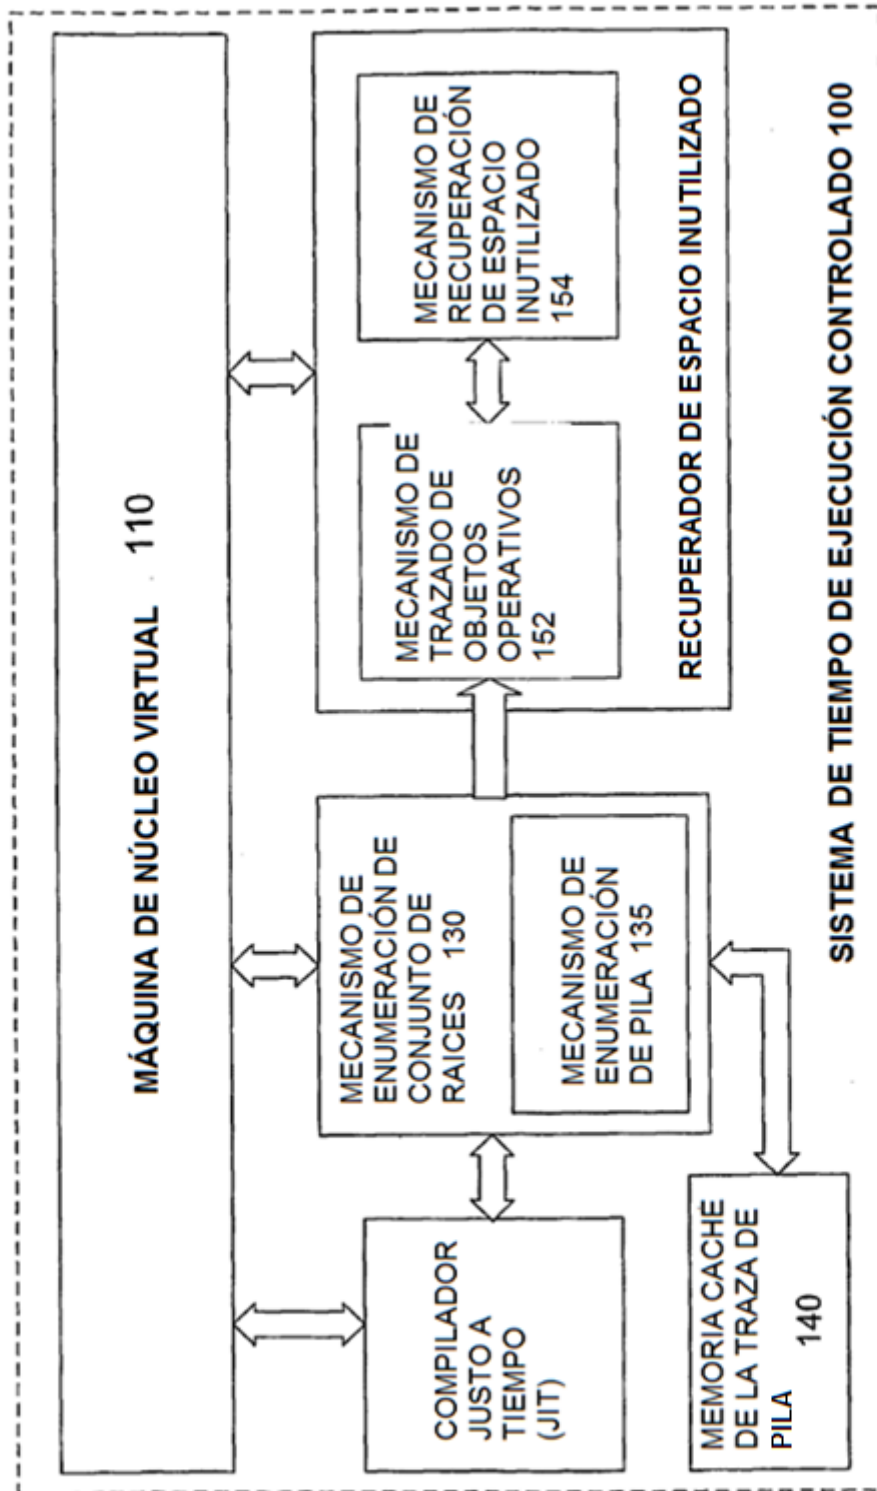 MÁQUINA DE NÚCLEO VIRTUAL 110
COMPILADOR
JUSTO A
TIEMPO
(JIT)
MECANISMO DE
ENUMERACIÓN DE
CONJUNTO DE
RAICES 130
MECANISMO DE
ENUMERACIÓN
DE PILA 135
MECANISMO DE
TRAZADO DE
OBJETOS
OPERATIVOS
152
MECANISMO DE
RECUPERACIÓN
DE ESPACIO
INUTILIZADO
154
RECUPERADOR DE ESPACIO INUTILIZADO
MEMORIA CACHE
DE LA TRAZA DE
PILA
140
SISTEMA DE TIEMPO DE EJECUCIÓN CONTROLADO 100